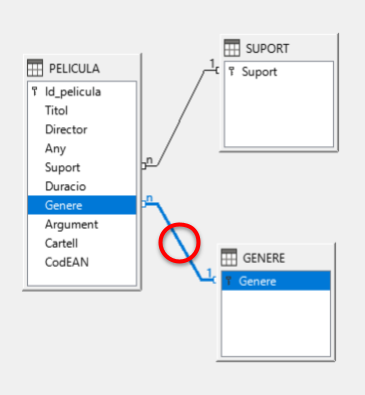 PELICULA
Id_pelicula
Titol
Director
Any
Suport
Duracio
Genere
Argument
Cartell
CodEAN
n
n
SUPORT
1
Suport
GENERE
1
Genere